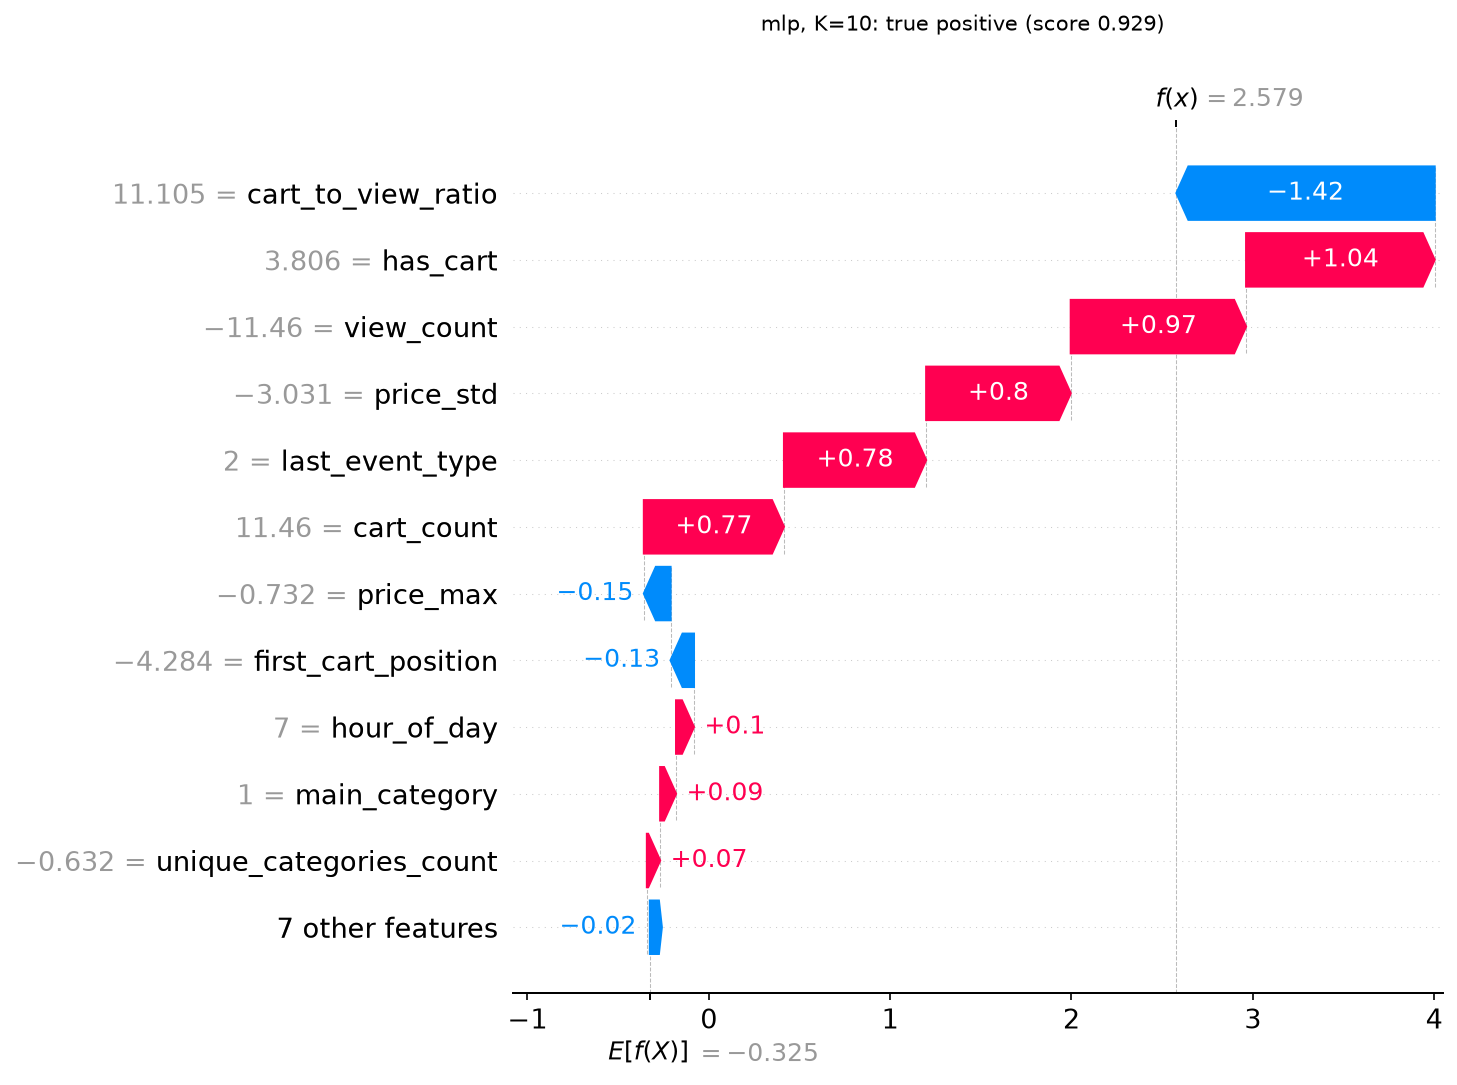 mlp, K=10: true positive (score 0.929)
f(x) = 2.579
11.105 = cart_to_view_ratio −1.42
3.806 = has_cart +1.04
−11.46 = view_count +0.97
−3.031 = price_std +0.8
2 = last_event_type +0.78
11.46 = cart_count +0.77
−0.732 = price_max −0.15
−4.284 = first_cart_position −0.13
7 = hour_of_day +0.1
1 = main_category +0.09
−0.632 = unique_categories_count +0.07
7 other features −0.02
−1 0 1 2 3 4
E[f(X)] = −0.325